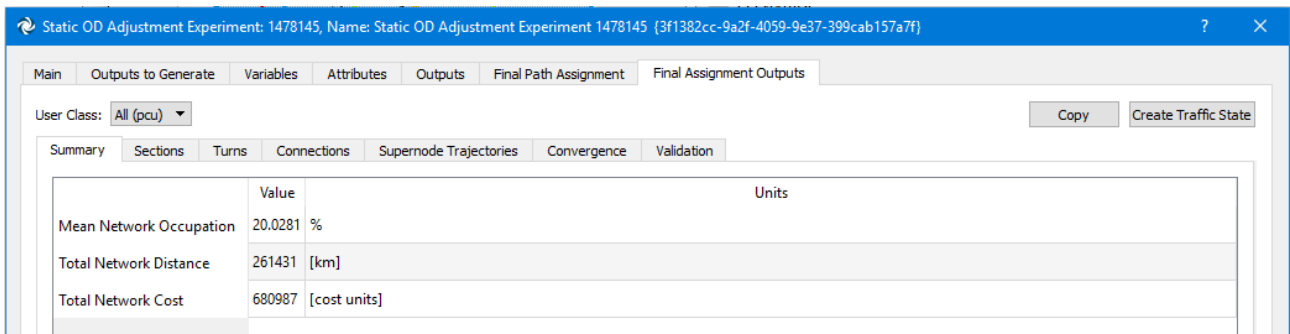 Static OD Adjustment Experiment: 1478145, Name: Static OD Adjustment Experiment 1478145 {3f1382cc-9a2f-4059-9e37-399cab157a7f} ? ×
Main Outputs to Generate Variables Attributes Outputs Final Path Assignment Final Assignment Outputs
User Class: All (pcu) Copy Create Traffic State
Summary Sections Turns Connections Supernode Trajectories Convergence Validation
Value Units
Mean Network Occupation 20.0281 %
Total Network Distance 261431 [km]
Total Network Cost 680987 [cost units]